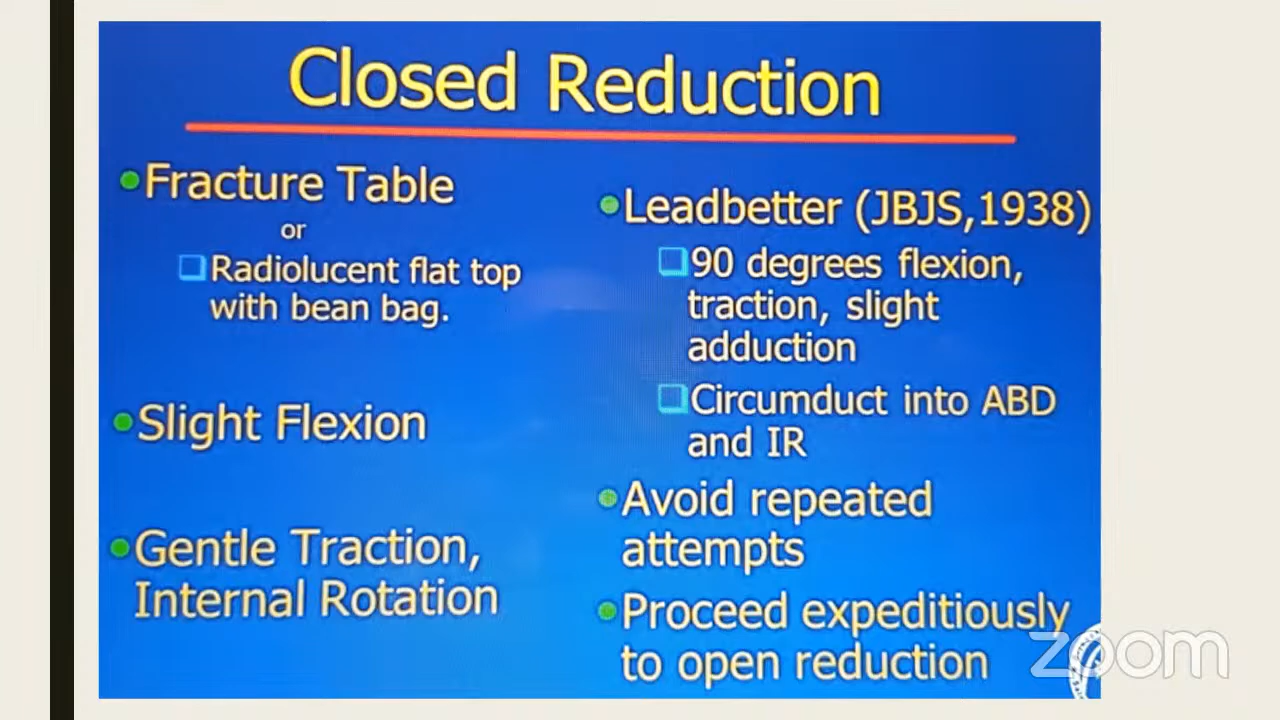 Closed Reduction
Fracture Table
or
Radiolucent flat top
with bean bag.
Slight Flexion
Gentle Traction,
Internal Rotation
Leadbetter (JBJS,1938)
90 degrees flexion,
traction, slight
adduction
Circumduct into ABD
and IR
Avoid repeated
attempts
Proceed expeditiously
to open reduction
zoom